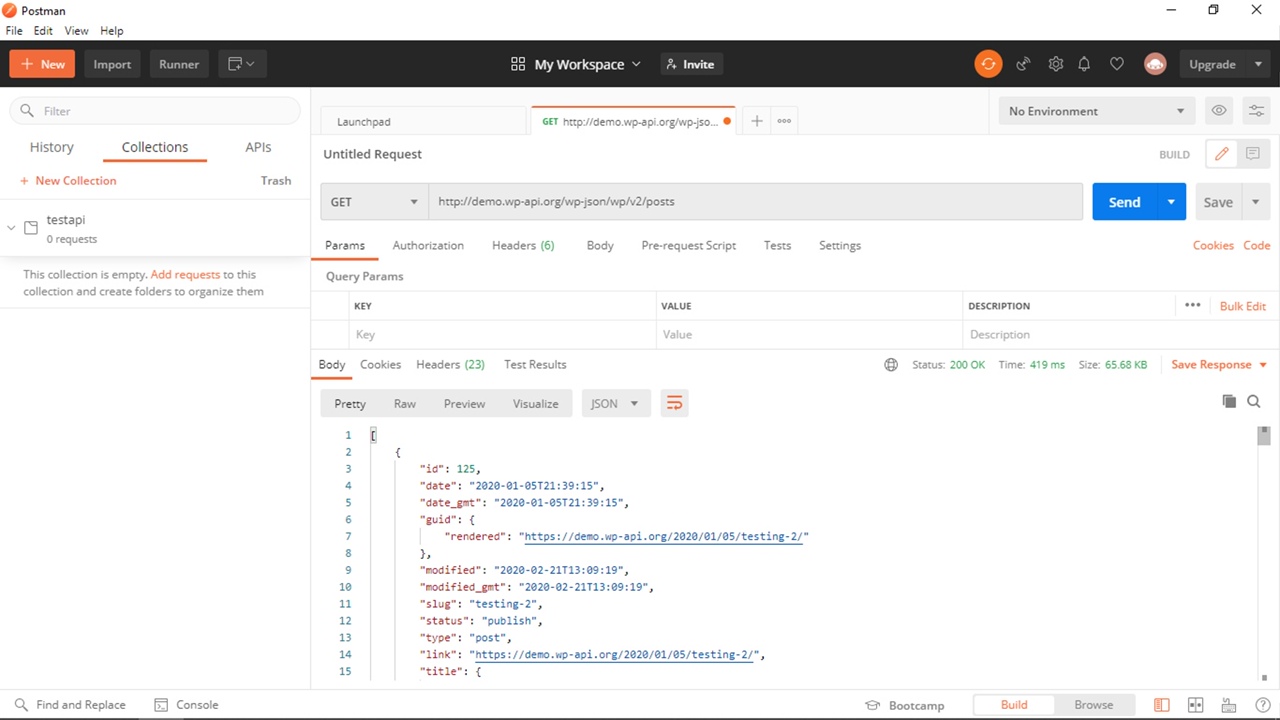 Postman
File Edit View Help
New Import Runner My Workspace Invite Upgrade
Filter
History Collections APIs
+ New Collection Trash
testapi
0 requests
This collection is empty. Add requests to this
collection and create folders to organize them
Launchpad GET http://demo.wp-api.org/wp-jso... No Environment
Untitled Request BUILD
GET http://demo.wp-api.org/wp-json/wp/v2/posts Send Save
Params Authorization Headers (6) Body Pre-request Script Tests Settings Cookies Code
Query Params
KEY VALUE DESCRIPTION ••• Bulk Edit
Key Value Description
Body Cookies Headers (23) Test Results Status: 200 OK Time: 419 ms Size: 65.68 KB Save Response
Pretty Raw Preview Visualize JSON
1 [
2 {
3 "id": 125,
4 "date": "2020-01-05T21:39:15",
5 "date_gmt": "2020-01-05T21:39:15",
6 "guid": {
7 "rendered": "https://demo.wp-api.org/2020/01/05/testing-2/"
8 },
9 "modified": "2020-02-21T13:09:19",
10 "modified_gmt": "2020-02-21T13:09:19",
11 "slug": "testing-2",
12 "status": "publish",
13 "type": "post",
14 "link": "https://demo.wp-api.org/2020/01/05/testing-2/",
15 "title": {
Find and Replace Console Bootcamp Build Browse